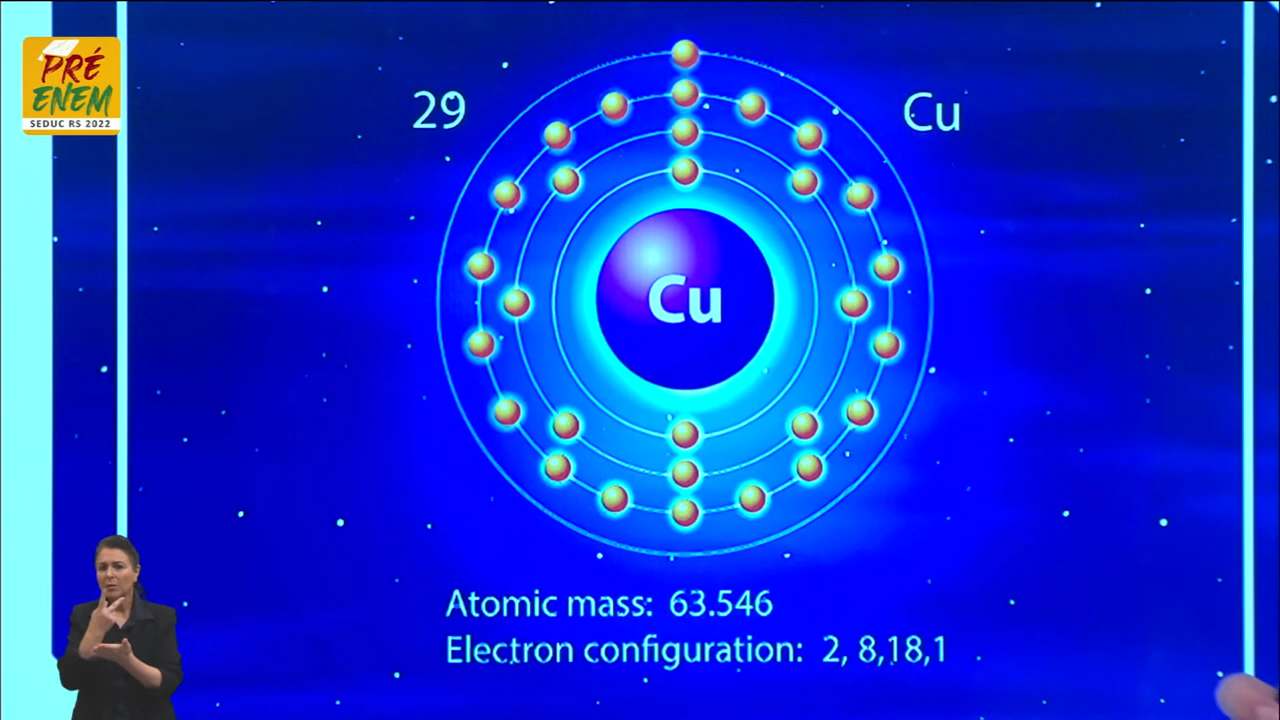 PRÉ
ENEM
SEDUC RS 2022
29
Cu
Cu
Atomic mass: 63.546
Electron configuration: 2, 8,18,1